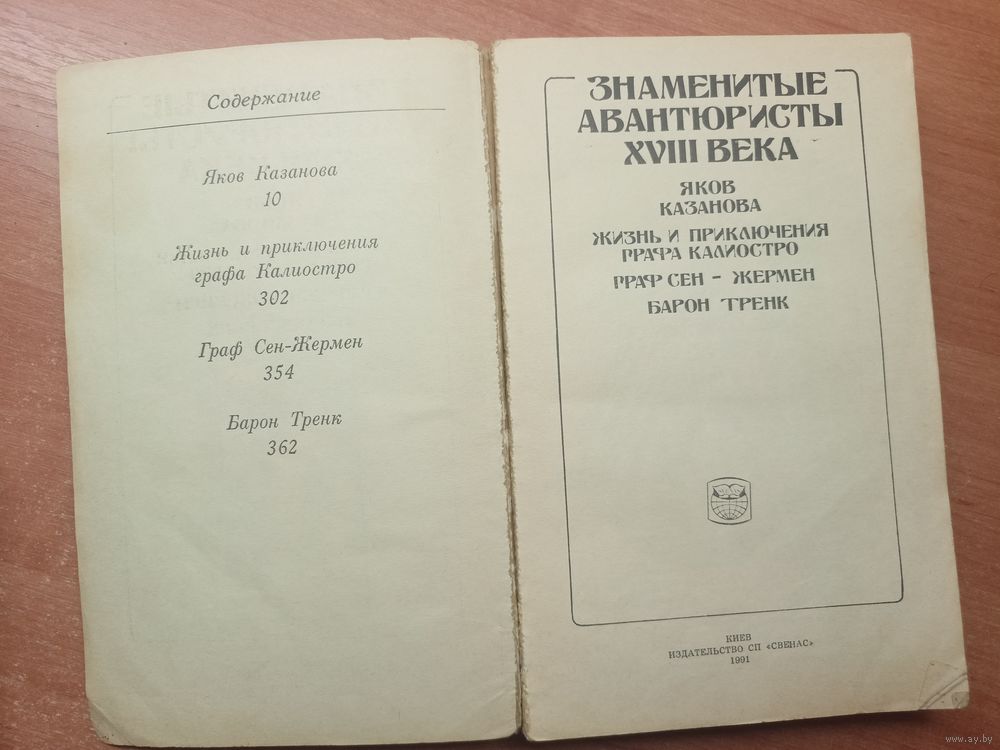 Содержание
Яков Казанова
10
Жизнь и приключения
графа Калиостро
302
Граф Сен-Жермен
354
Барон Тренк
362
ЗНАМЕНИТЫЕ
АВАНТЮРИСТЫ
XVIII ВЕКА
ЯКОВ
КАЗАНОВА
ЖИЗНЬ И ПРИКЛЮЧЕНИЯ
ГРАФА КАЛИОСТРО
ГРАФ СЕН – ЖЕРМЕН
БАРОН ТРЕНК
КИЕВ
ИЗДАТЕЛЬСТВО СП «СВЕНАС»
1991
www.ay.by